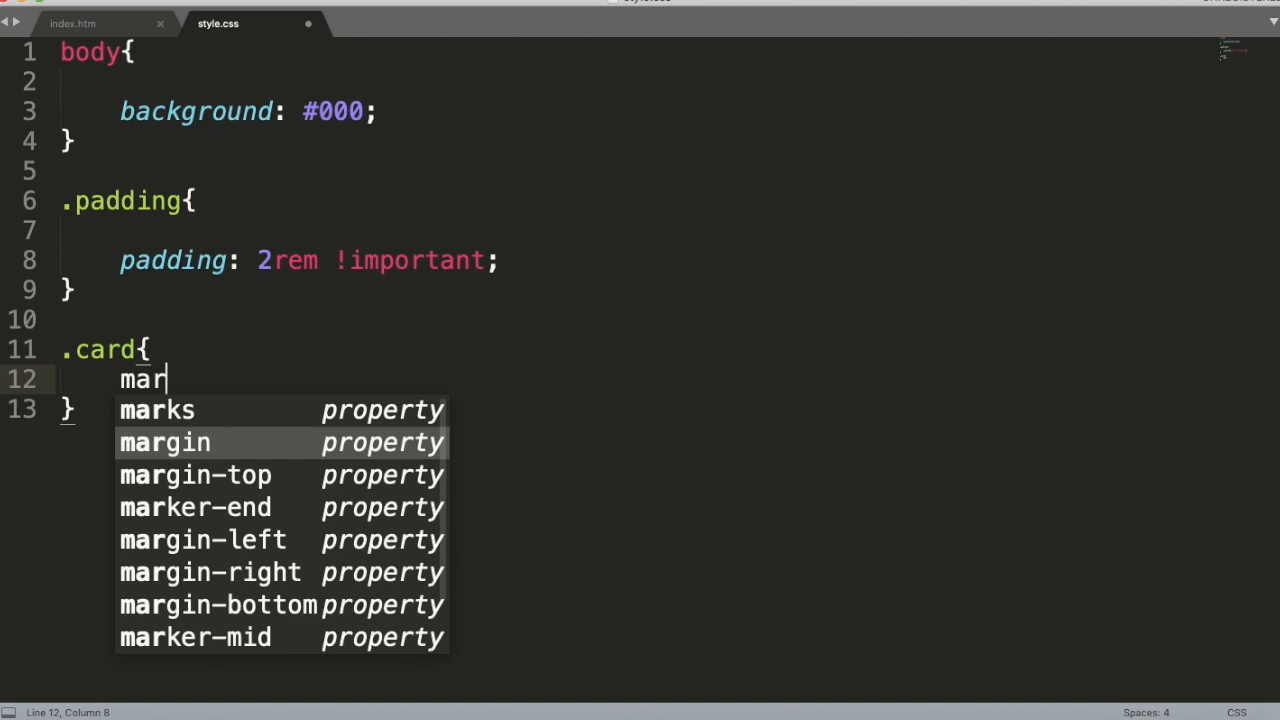 index.htm
style.css
1 body{
2
3 background: #000;
4 }
5
6 .padding{
7
8 padding: 2rem !important;
9 }
10
11 .card{
12 mar
13 }
marks property
margin property
margin-top property
marker-end property
margin-left property
margin-right property
margin-bottom property
marker-mid property
Line 12, Column 8
Spaces: 4
CSS